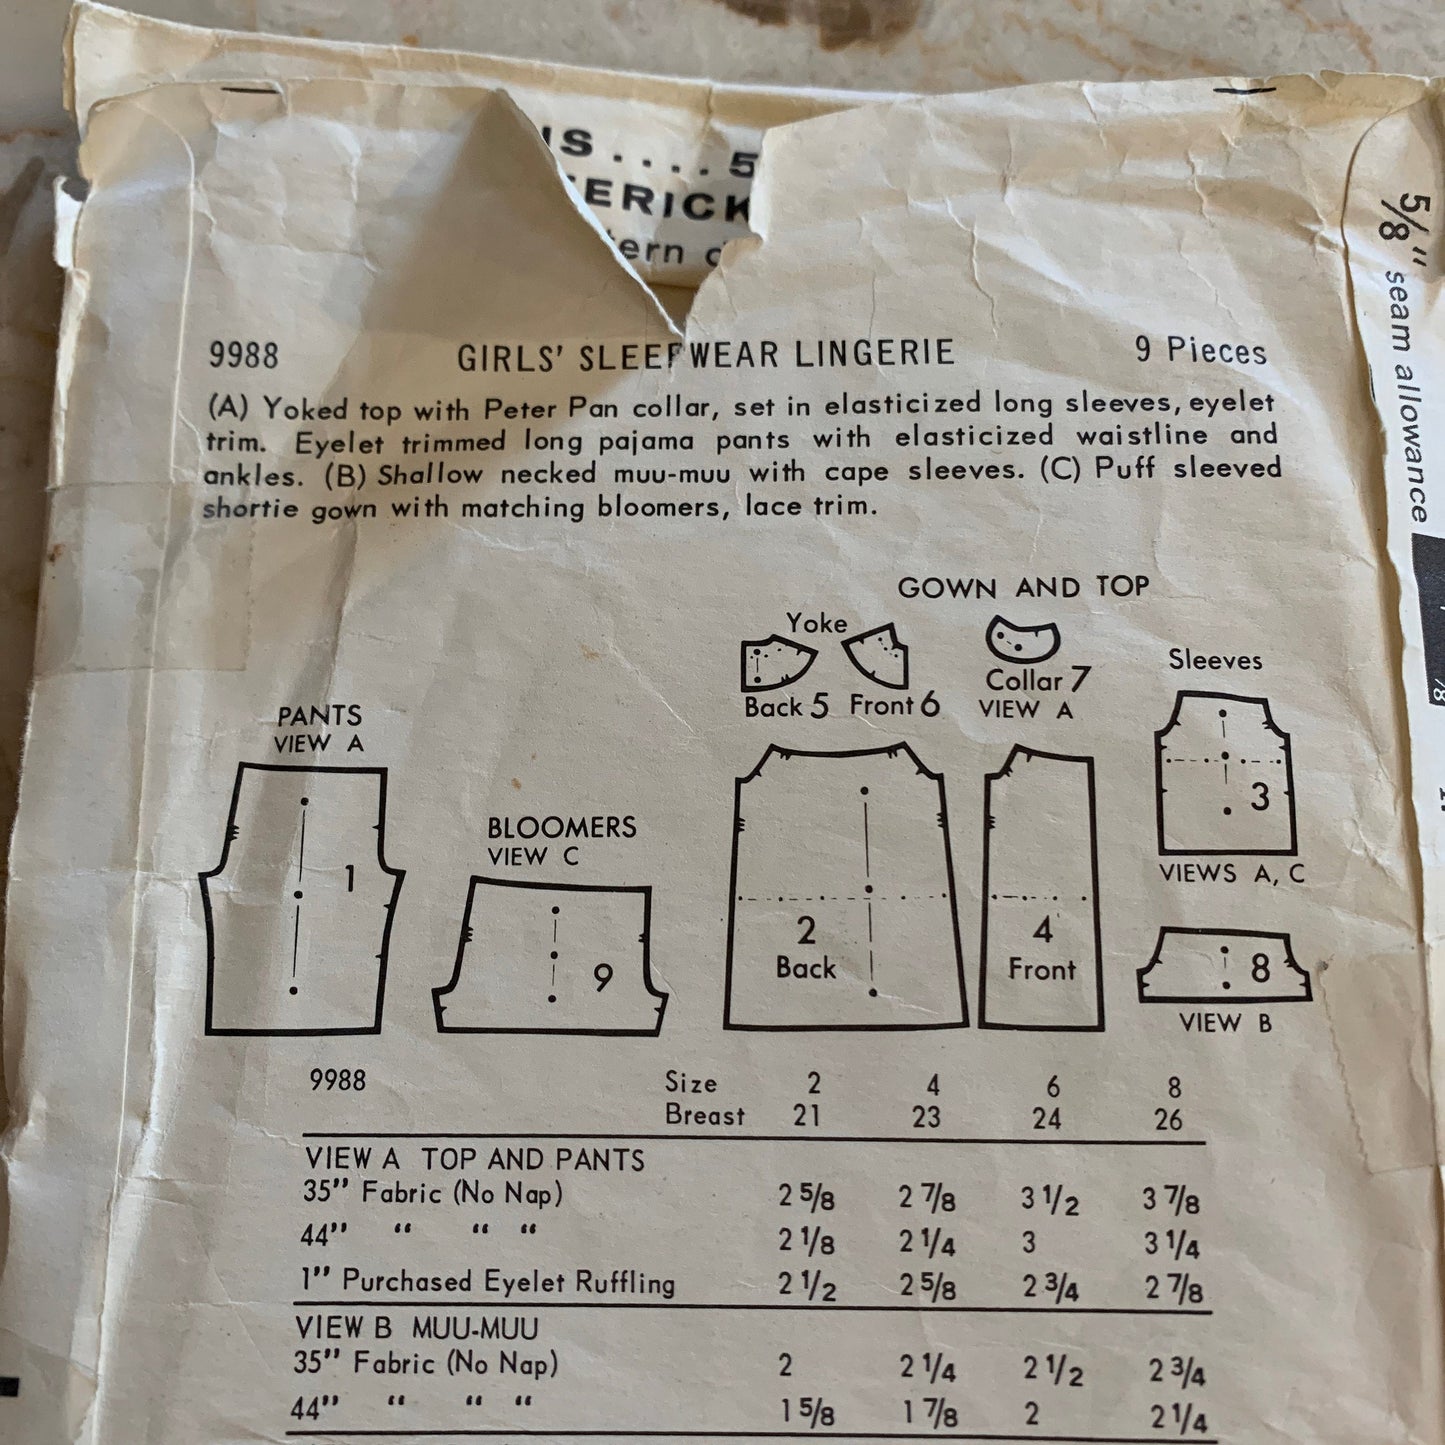 5
ERICK
9988 GIRLS' SLEEPWEAR LINGERIE 9 Pieces
(A) Yoked top with Peter Pan collar, set in elasticized long sleeves, eyelet
trim. Eyelet trimmed long pajama pants with elasticized waistline and
ankles. (B) Shallow necked muu-muu with cape sleeves. (C) Puff sleeved
shortie gown with matching bloomers, lace trim.
5/8" seam allowance
GOWN AND TOP
Yoke
Back 5 Front 6
Collar 7
VIEW A
Sleeves
3
VIEWS A, C
8
VIEW B
PANTS
VIEW A
1
BLOOMERS
VIEW C
9
2
Back
4
Front
9988 Size 2 4 6 8
Breast 21 23 24 26
VIEW A TOP AND PANTS
35" Fabric (No Nap) 2 5/8 2 7/8 3 1/2 3 7/8
44" " " " 2 1/8 2 1/4 3 3 1/4
1" Purchased Eyelet Ruffling 2 1/2 2 5/8 2 3/4 2 7/8
VIEW B MUU-MUU
35" Fabric (No Nap) 2 2 1/4 2 1/2 2 3/4
44" " " " 1 5/8 1 7/8 2 2 1/4